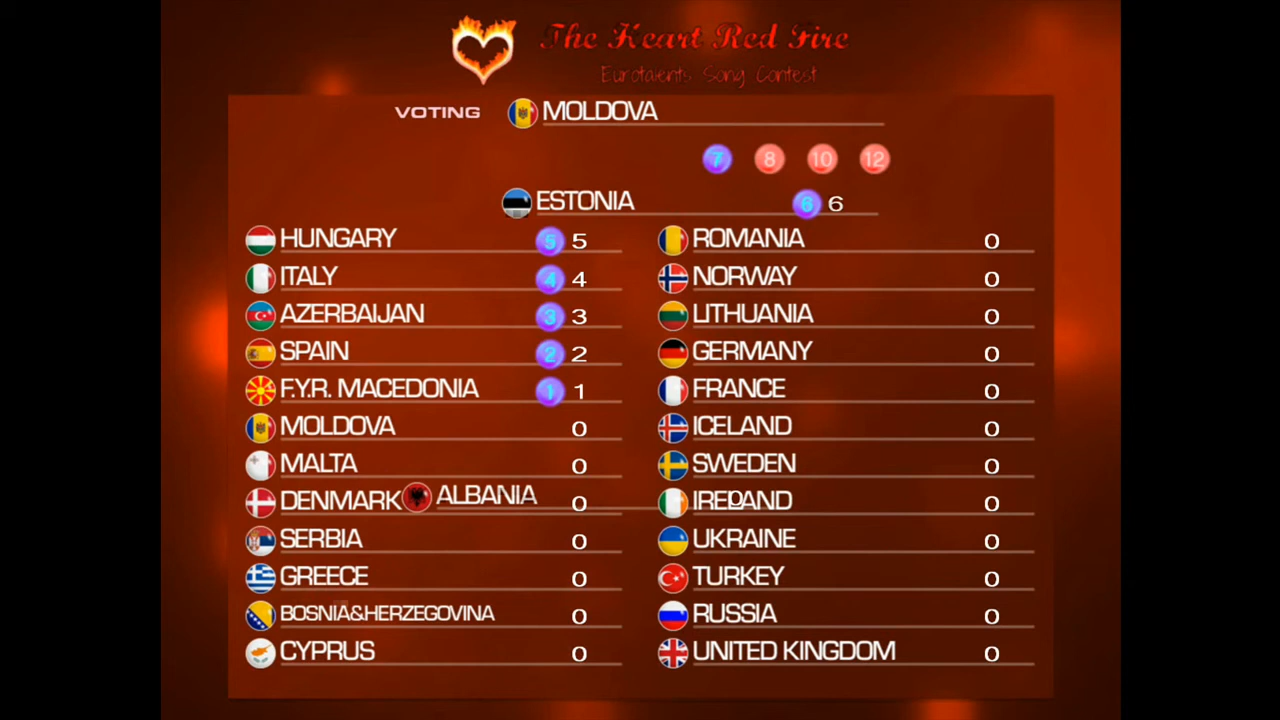 The Heart Red Fire
Eurotalents Song Contest
VOTING MOLDOVA
7 8 10 12
ESTONIA 6 6
HUNGARY 5 5
ITALY 4 4
AZERBAIJAN 3 3
SPAIN 2 2
F.Y.R. MACEDONIA 1 1
MOLDOVA 0
MALTA 0
DENMARK 0
ALBANIA 0
SERBIA 0
GREECE 0
BOSNIA&HERZEGOVINA 0
CYPRUS 0
ROMANIA 0
NORWAY 0
LITHUANIA 0
GERMANY 0
FRANCE 0
ICELAND 0
SWEDEN 0
IRELAND 0
UKRAINE 0
TURKEY 0
RUSSIA 0
UNITED KINGDOM 0